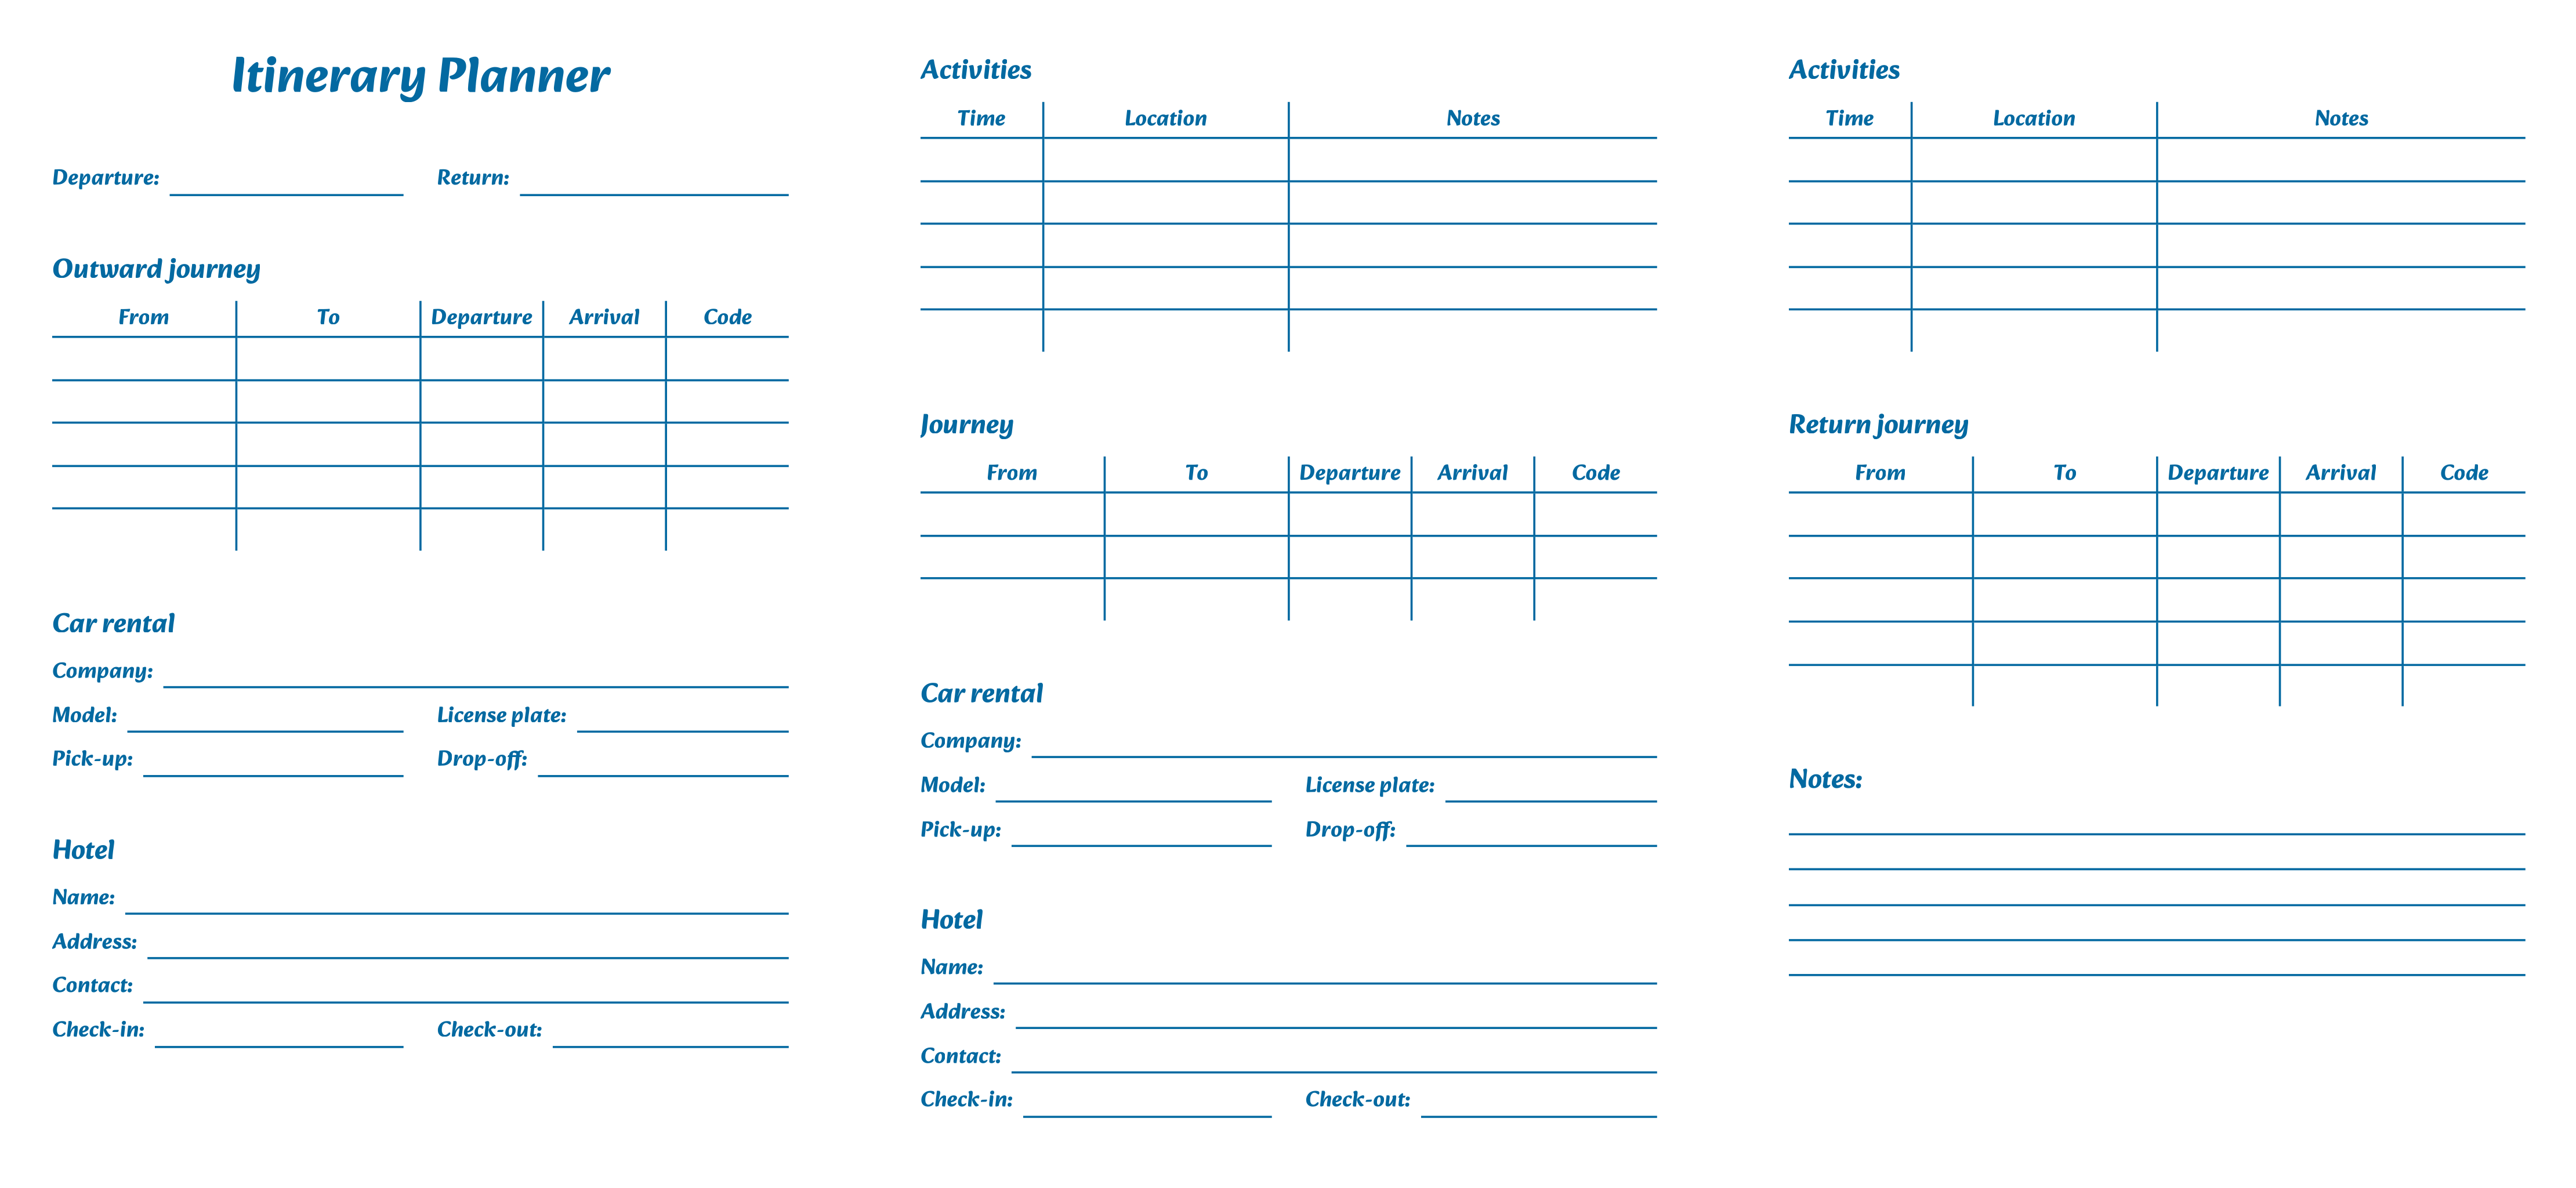 Itinerary Planner
Departure: Return:
Outward journey
From To Departure Arrival Code
Car rental
Company:
Model: License plate:
Pick-up: Drop-off:
Hotel
Name:
Address:
Contact:
Check-in: Check-out:
Activities
Time Location Notes
Journey
From To Departure Arrival Code
Car rental
Company:
Model: License plate:
Pick-up: Drop-off:
Hotel
Name:
Address:
Contact:
Check-in: Check-out:
Activities
Time Location Notes
Return journey
From To Departure Arrival Code
Notes: